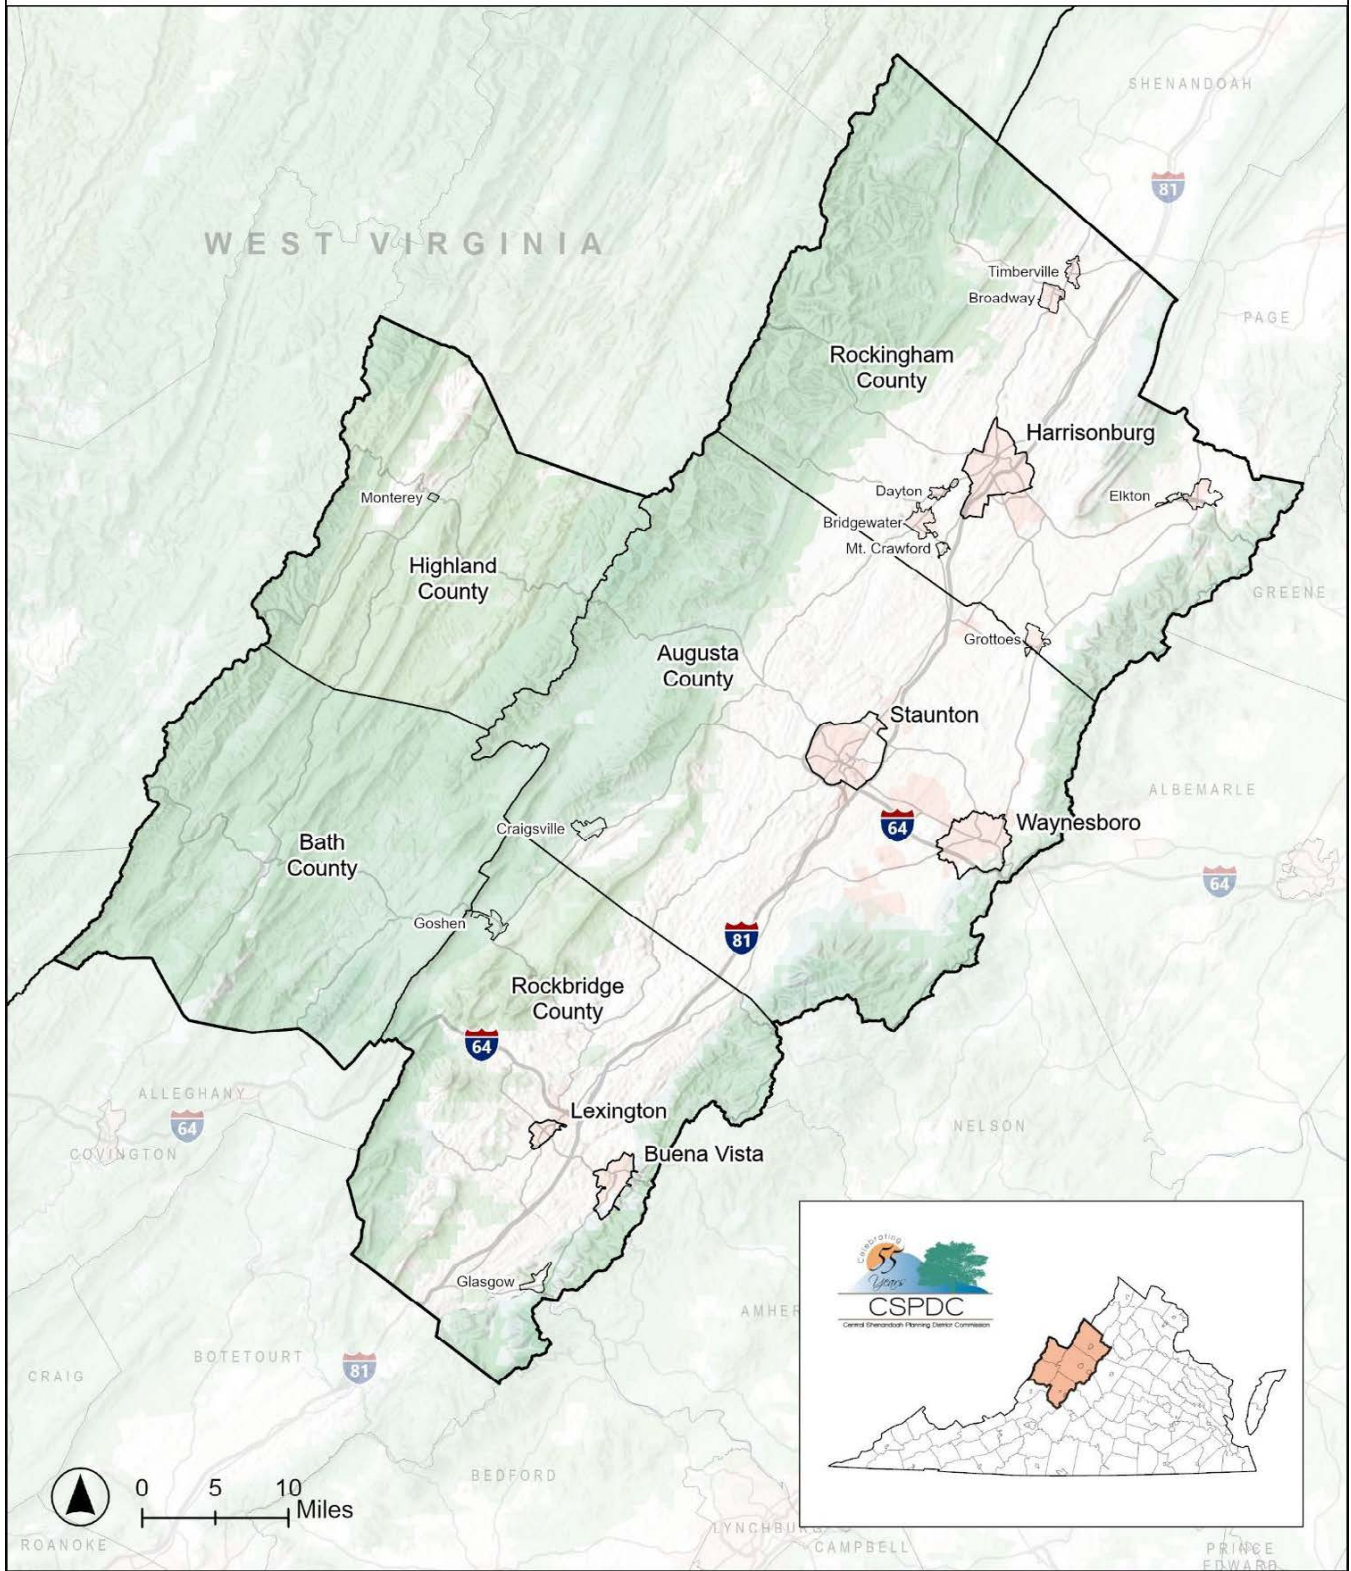 SHENANDOAH
81
WEST VIRGINIA
Timberville
Broadway
PAGE
Rockingham
County
Harrisonburg
Monterey
Dayton
Elkton
Bridgewater
Mt. Crawford
Highland
County
GREENE
Grottoes
Augusta
County
Staunton
ALBEMARLE
64
Waynesboro
Craigsville
Bath
County
64
Goshen
81
Rockbridge
County
64
ALLEGHANY
64
Lexington
NELSON
COVINGTON
Buena Vista
Glasgow
AMHER
BOTETOURT
81
CRAIG
Celebrating
55
Years
CSPDC
Central Shenandoah Planning District Commission
BEDFORD
0 5 10
Miles
LYNCHBURG
ROANOKE
CAMPBELL
PRINCE
EDWARD